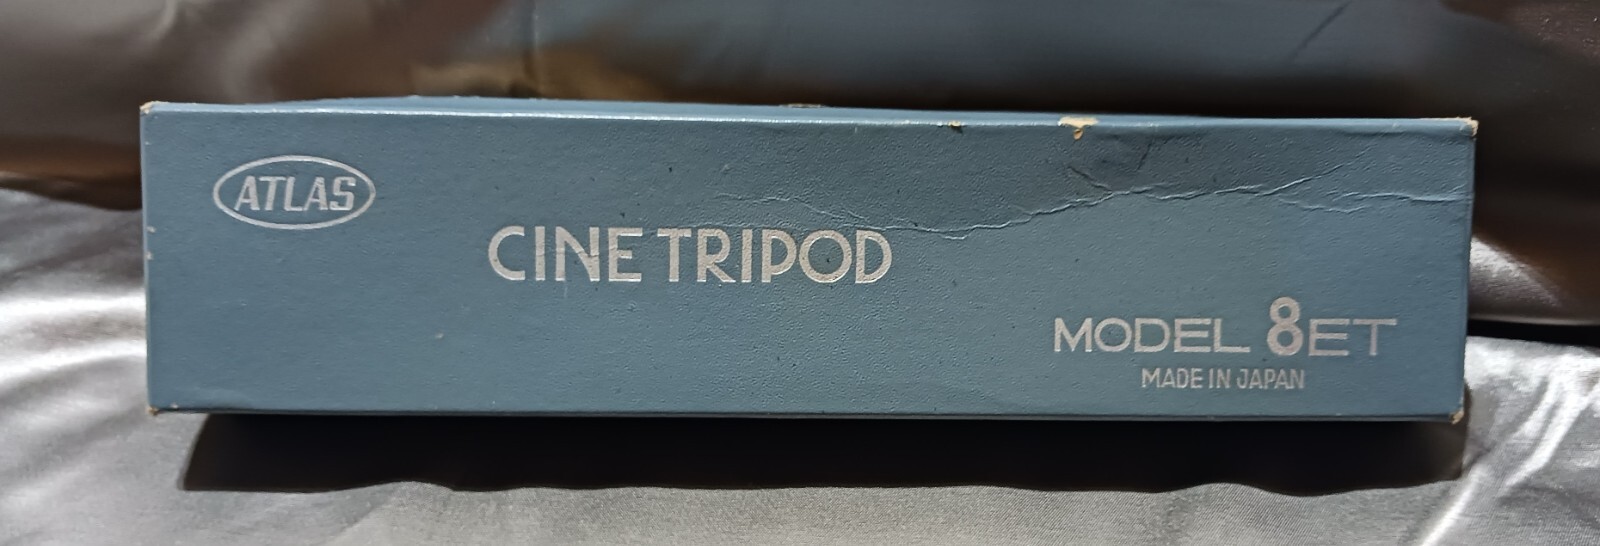 ATLAS
CINE TRIPOD
MODEL 8ET
MADE IN JAPAN